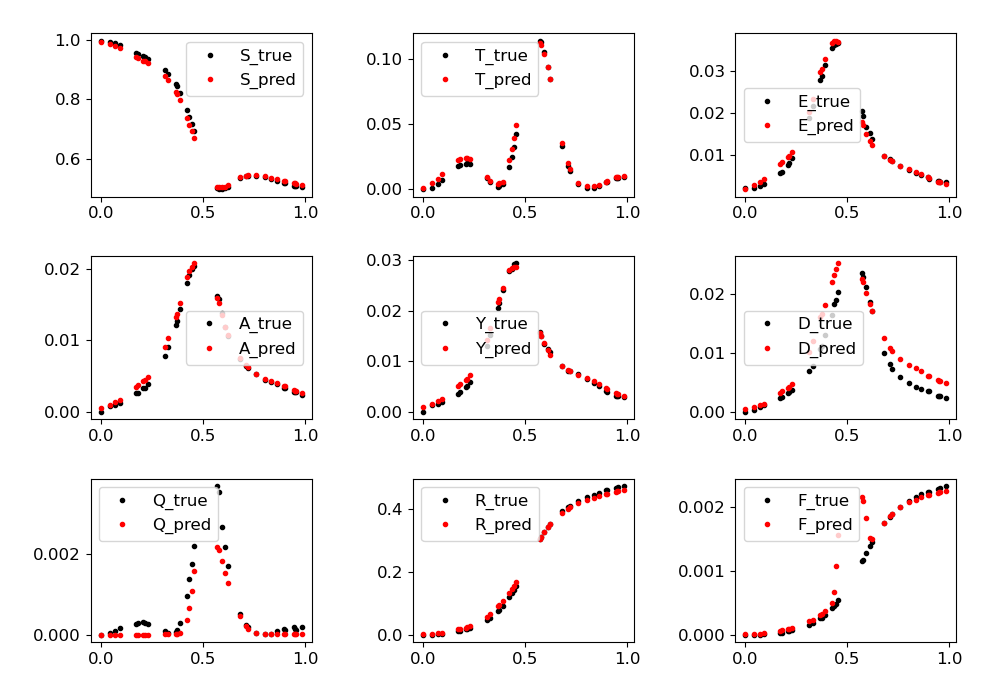 1.0
0.8
0.6
0.0 0.5 1.0
S_true
S_pred
0.10
0.05
0.00
0.0 0.5 1.0
T_true
T_pred
0.03
0.02
0.01
0.0 0.5 1.0
E_true
E_pred
0.02
0.01
0.00
0.0 0.5 1.0
A_true
A_pred
0.03
0.02
0.01
0.00
0.0 0.5 1.0
Y_true
Y_pred
0.02
0.01
0.00
0.0 0.5 1.0
D_true
D_pred
0.002
0.000
0.0 0.5 1.0
Q_true
Q_pred
0.4
0.2
0.0
0.0 0.5 1.0
R_true
R_pred
0.002
0.001
0.000
0.0 0.5 1.0
F_true
F_pred